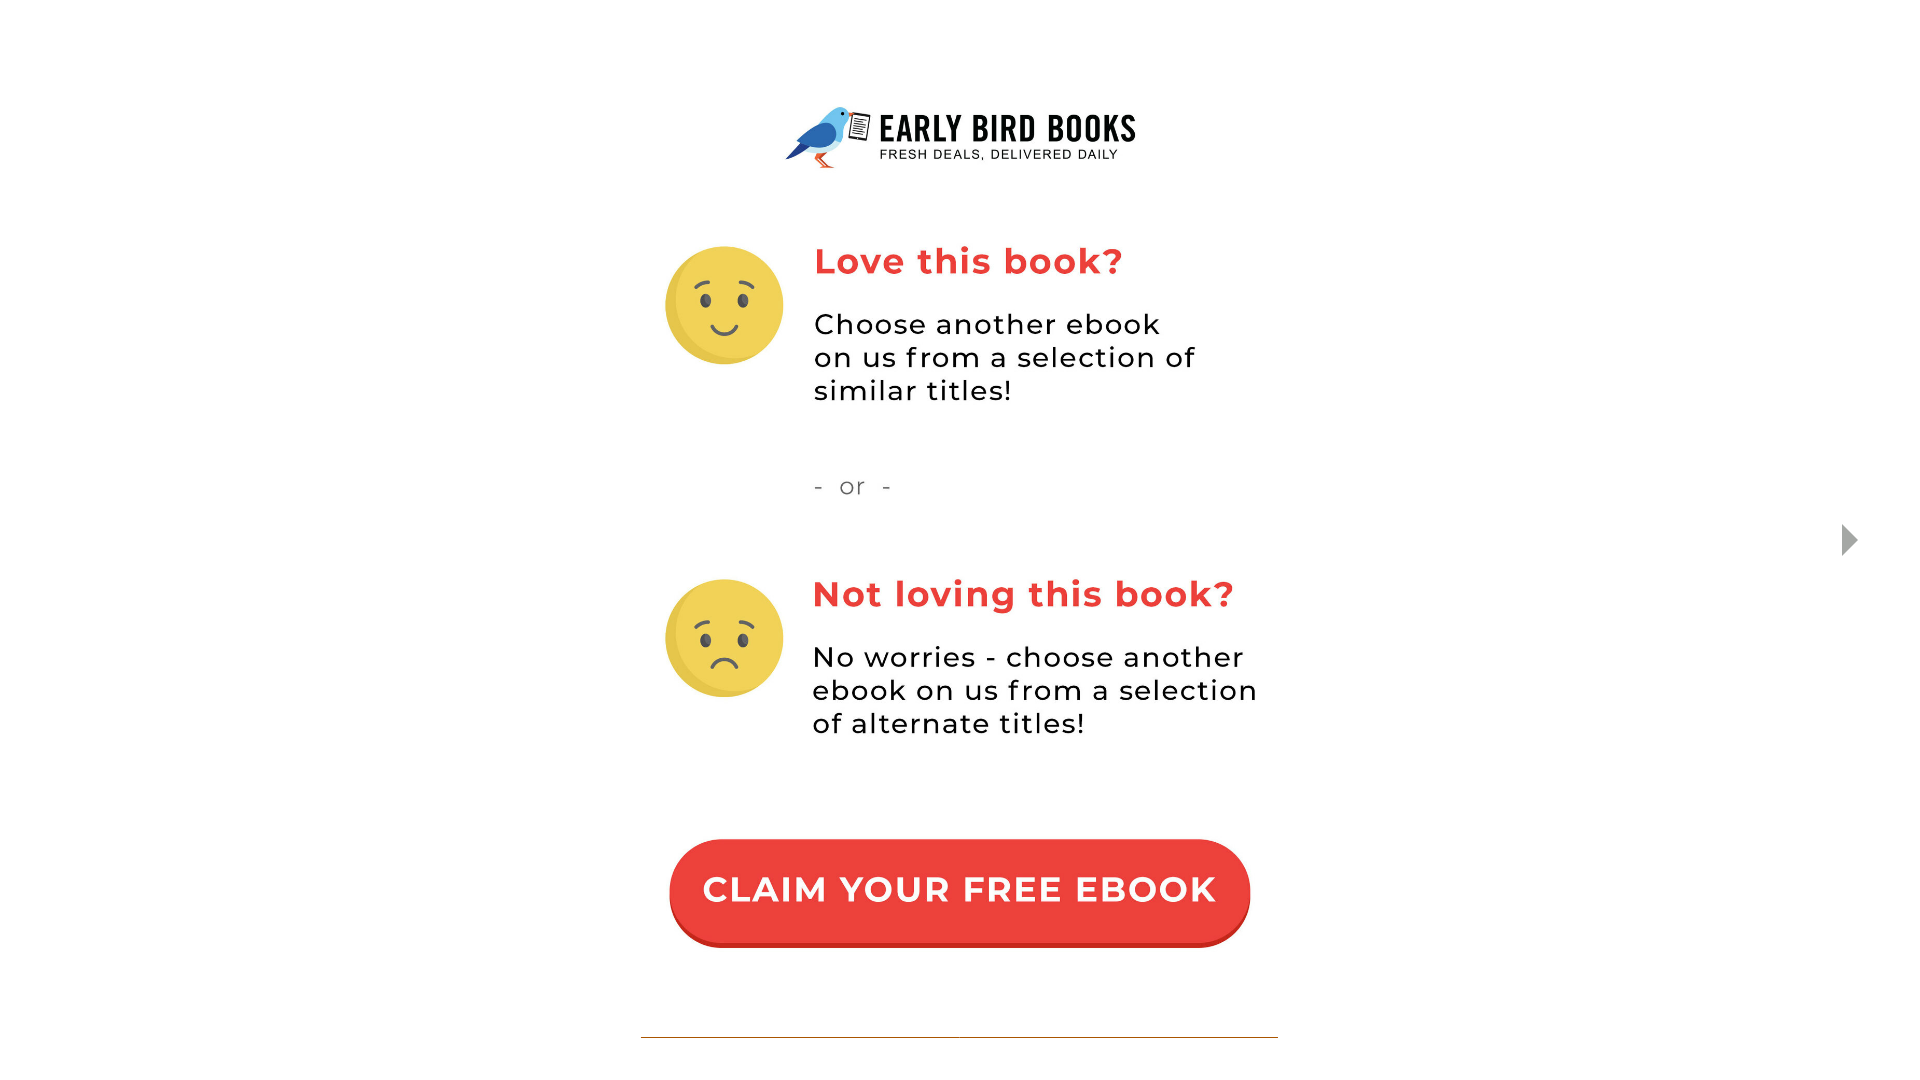 EARLY BIRD BOOKS
FRESH DEALS, DELIVERED DAILY
Love this book?
Choose another ebook
on us from a selection of
similar titles!
- or -
Not loving this book?
No worries - choose another
ebook on us from a selection
of alternate titles!
CLAIM YOUR FREE EBOOK